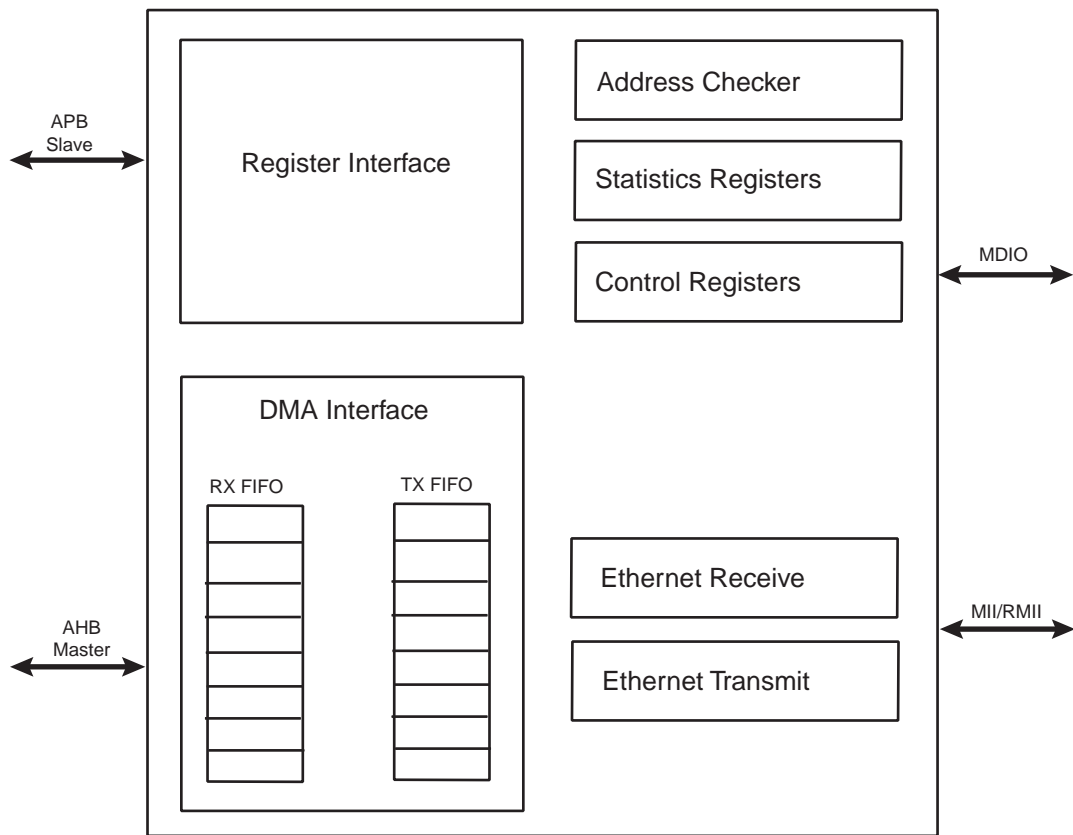 APB
Slave
Register Interface
Address Checker
Statistics Registers
Control Registers
MDIO
DMA Interface
RX FIFO
TX FIFO
AHB
Master
Ethernet Receive
Ethernet Transmit
MII/RMII